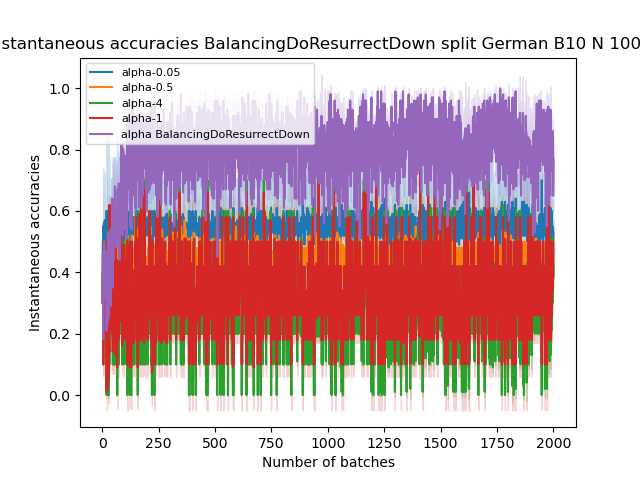 stantaneous accuracies BalancingDoResurrectDown split German B10 N 100
alpha-0.05
alpha-0.5
alpha-4
alpha-1
alpha BalancingDoResurrectDown
Instantaneous accuracies
1.0
0.8
0.6
0.4
0.2
0.0
0 250 500 750 1000 1250 1500 1750 2000
Number of batches